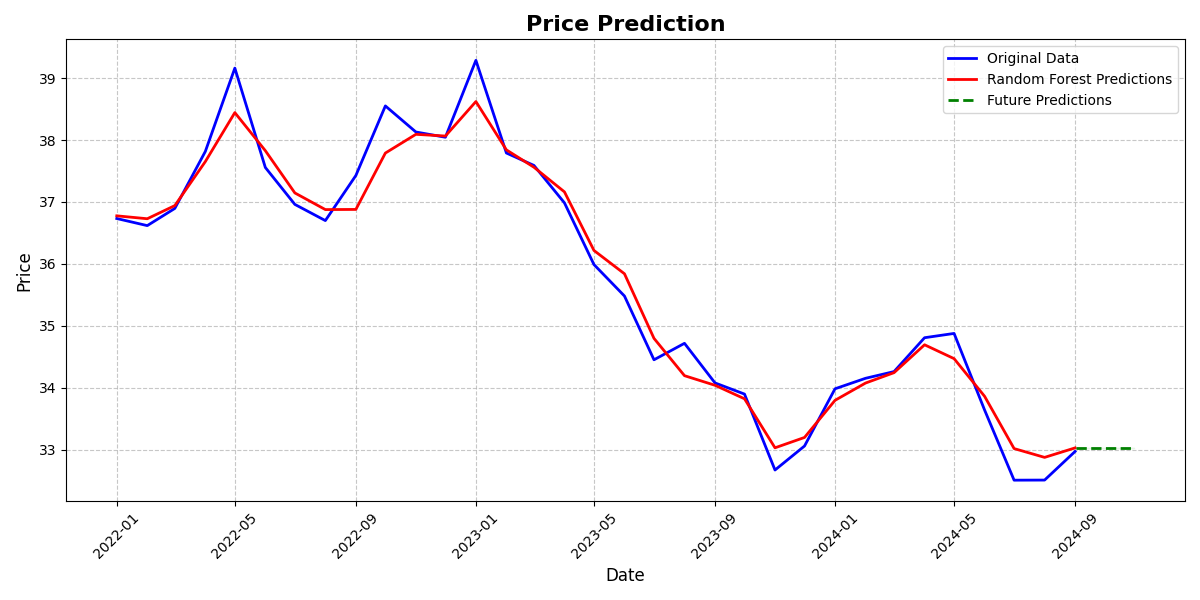 Price Prediction
Original Data
Random Forest Predictions
Future Predictions
Price
39
38
37
36
35
34
33
2022-01
2022-05
2022-09
2023-01
2023-05
2023-09
2024-01
2024-05
2024-09
Date